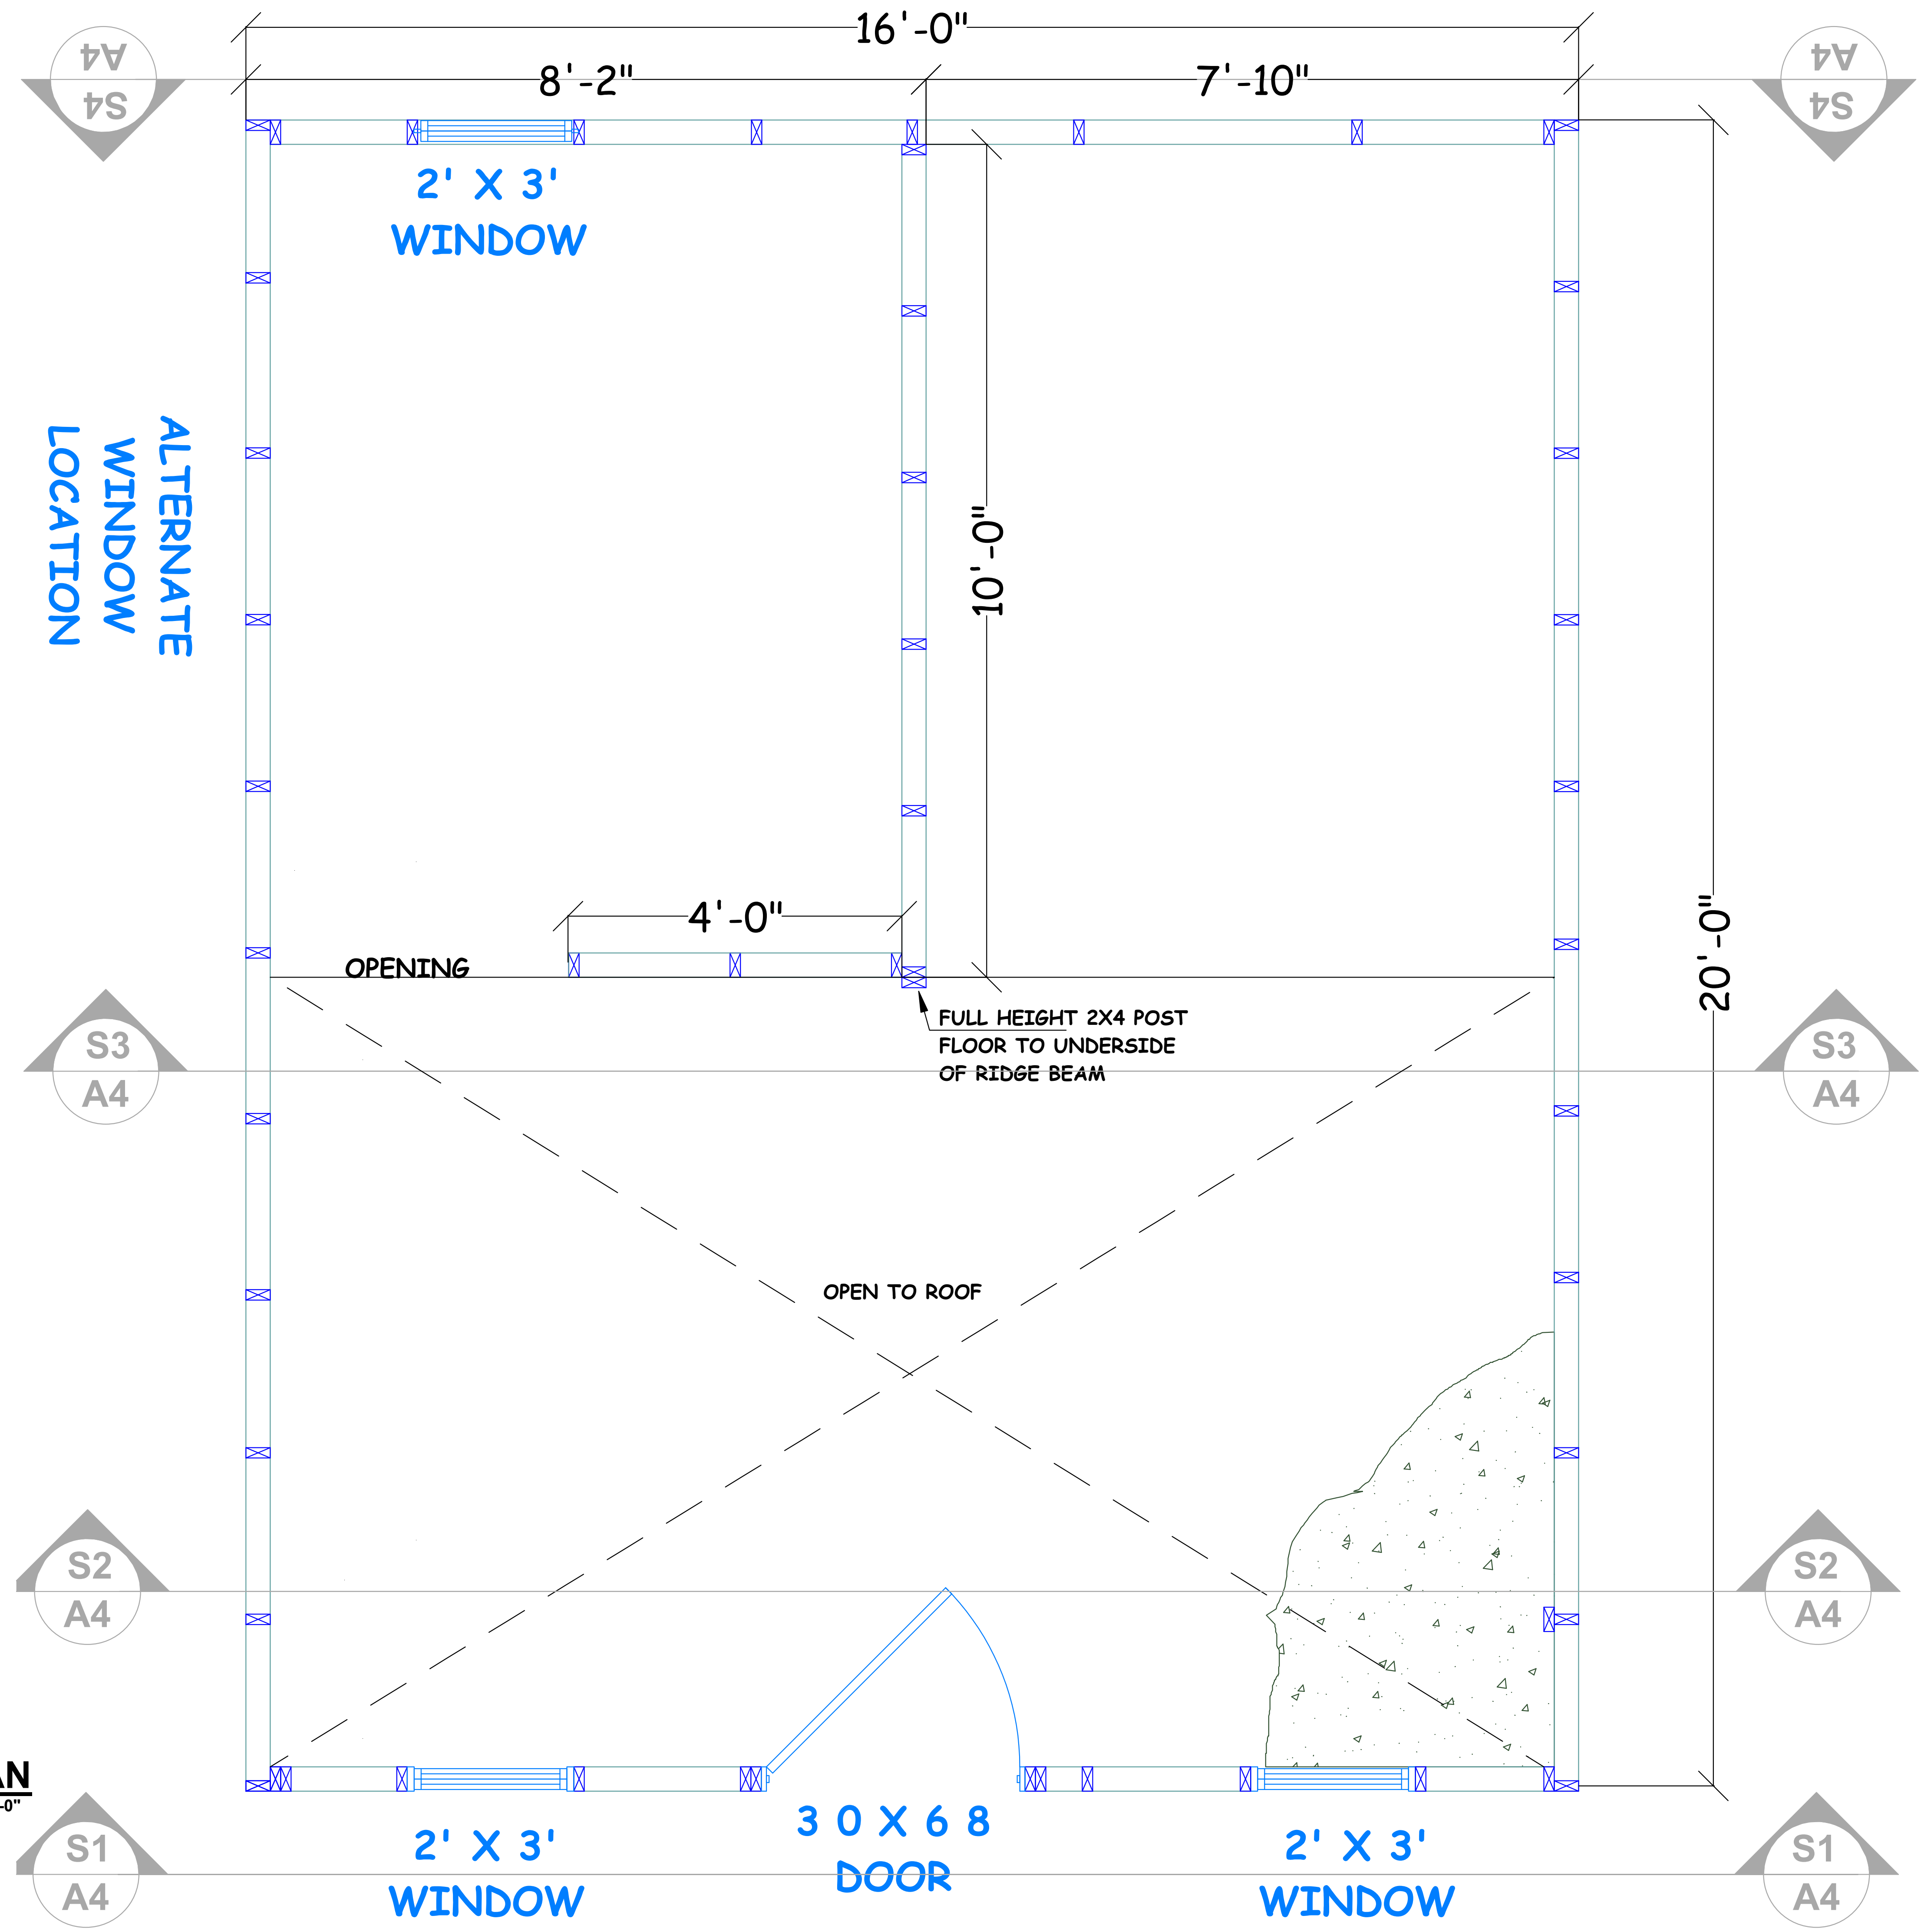 16'-0"
8'-2"
7'-10"
A4
S4
A4
S4
2' X 3'
WINDOW
ALTERNATE
WINDOW
LOCATION
10'-0"
20'-0"
4'-0"
OPENING
FULL HEIGHT 2X4 POST
FLOOR TO UNDERSIDE
OF RIDGE BEAM
S3
A4
S3
A4
OPEN TO ROOF
S2
A4
S2
A4
AN
-0"
2' X 3'
WINDOW
3 0 X 6 8
DOOR
2' X 3'
WINDOW
S1
A4
S1
A4